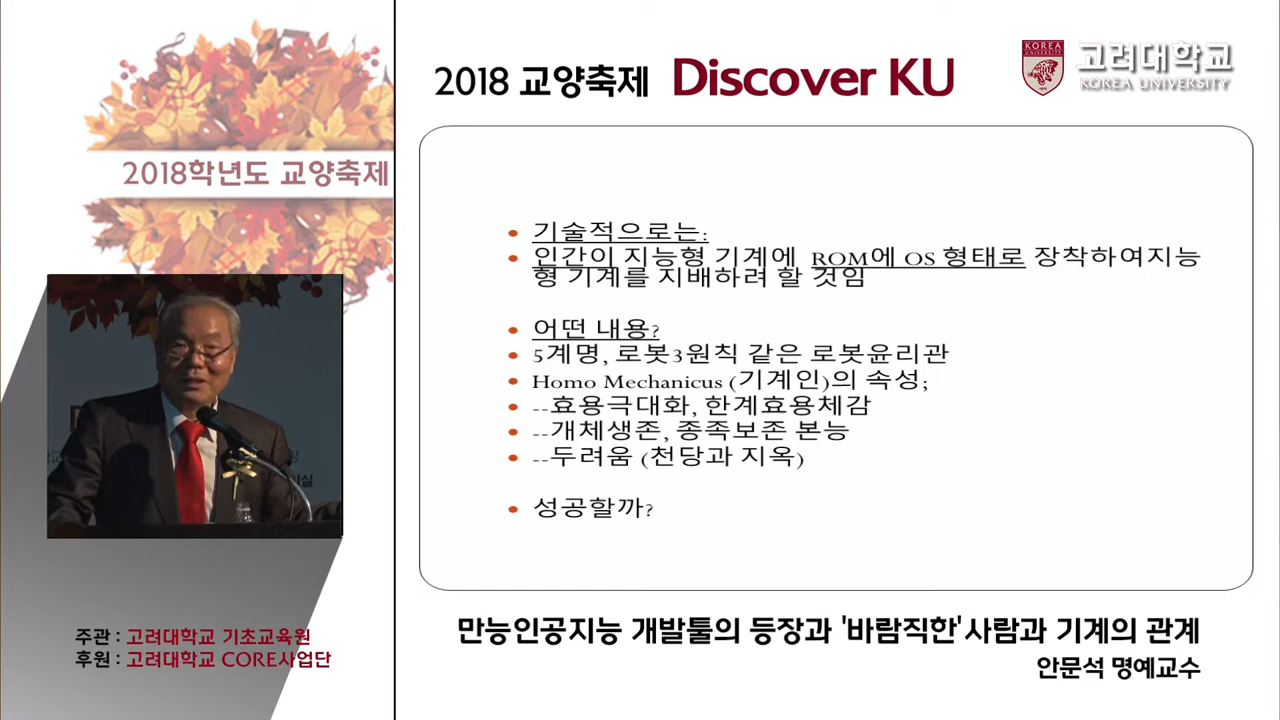 2018학년도 교양축제
주관 : 고려대학교 기초교육원
후원 : 고려대학교 CORE사업단
2018 교양축제 Discover KU
KOREA
고려대학교
KOREA UNIVERSITY
• 기술적으로는:
• 인간이 지능형 기계에 ROM에 OS 형태로 장착하여지능
형 기계를 지배하려 할 것임
• 어떤 내용?
• 5계명, 로봇3원칙 같은 로봇윤리관
• Homo Mechanicus (기계인)의 속성;
• --효용극대화, 한계효용체감
• --개체생존, 종족보존 본능
• --두려움 (천당과 지옥)
• 성공할까?
만능인공지능 개발툴의 등장과 '바람직한'사람과 기계의 관계
안문석 명예교수